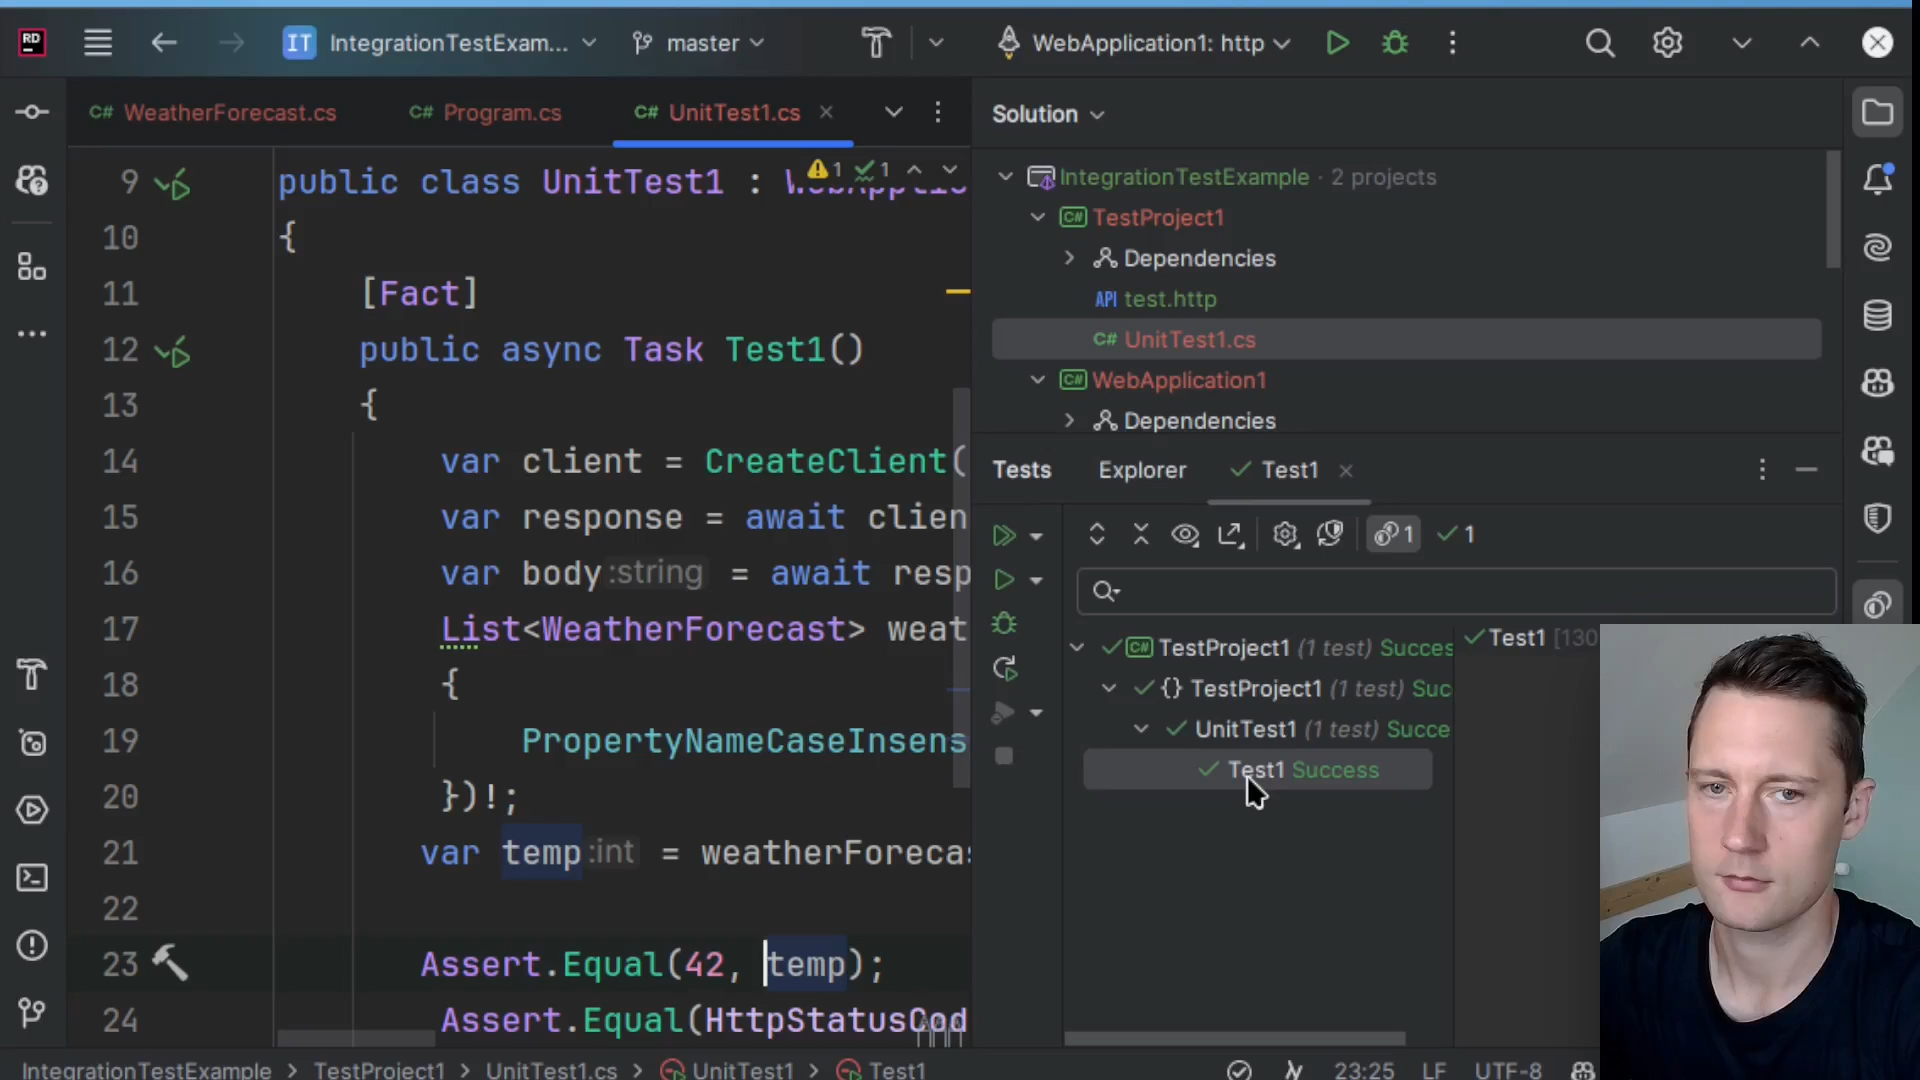 RD IT IntegrationTestExam... master WebApplication1: http
C# WeatherForecast.cs C# Program.cs C# UnitTest1.cs
Solution
9 public class UnitTest1 :
1 1
10 {
11 [Fact]
12 public async Task Test1()
13 {
14 var client = CreateClient(
15 var response = await clien
16 var body :string = await resp
17 List<WeatherForecast> weat
18 {
19 PropertyNameCaseInsens
20 })!;
21 var temp :int = weatherForecas
22
23 Assert.Equal(42, temp);
24 Assert.Equal(HttpStatusCod
IntegrationTestExample · 2 projects
C# TestProject1
Dependencies
API test.http
C# UnitTest1.cs
C# WebApplication1
Dependencies
Tests Explorer Test1
1 1
C# TestProject1 (1 test) Succes
{} TestProject1 (1 test) Suc
UnitTest1 (1 test) Succe
Test1 Success
Test1 [130
IntegrationTestExample > TestProject1 > UnitTest1.cs > UnitTest1 > Test1
23:25 LF UTF-8